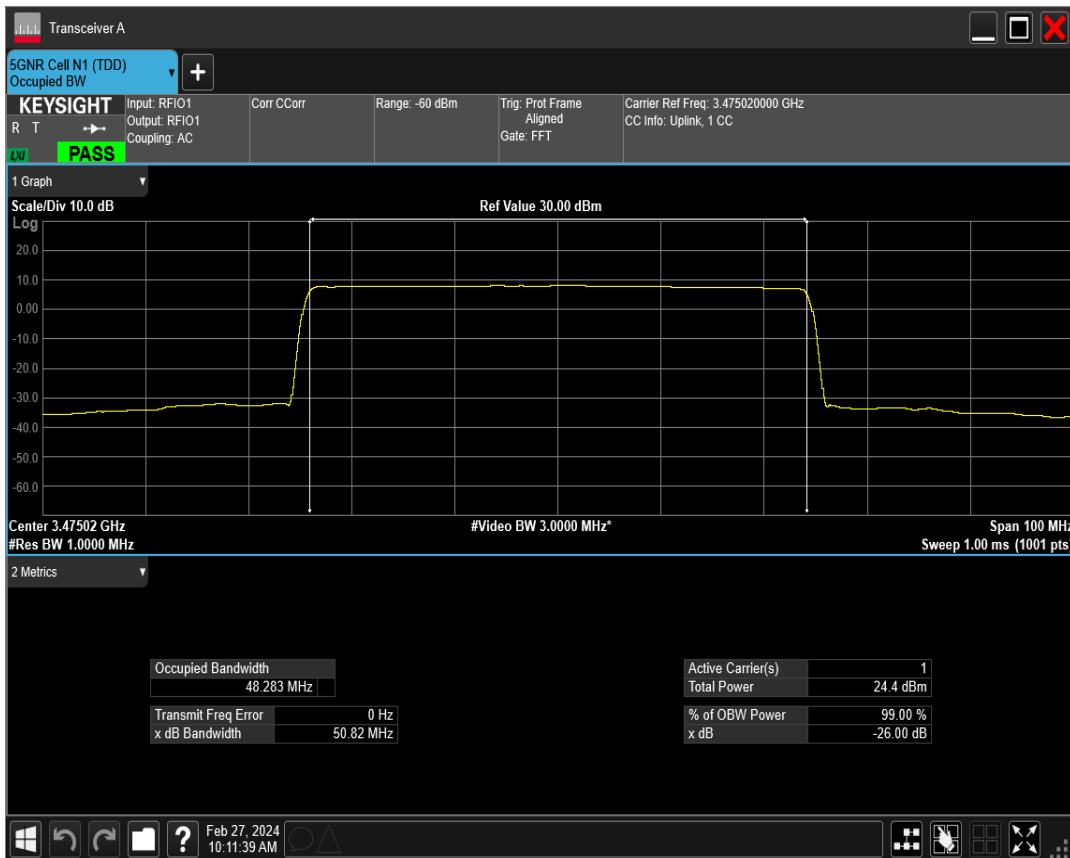 Transceiver A
5GNR Cell N1 (TDD)
Occupied BW
KEYSIGHT
R T
LXI
PASS
Input: RFIO1
Output: RFIO1
Coupling: AC
Corr CCorr
Range: -60 dBm
Trig: Prot Frame
Aligned
Gate: FFT
Carrier Ref Freq: 3.475020000 GHz
CC Info: Uplink, 1 CC
1 Graph
Scale/Div 10.0 dB
Ref Value 30.00 dBm
Log
20.0
10.0
0.00
-10.0
-20.0
-30.0
-40.0
-50.0
-60.0
Center 3.47502 GHz
#Video BW 3.0000 MHz*
Span 100 MHz
#Res BW 1.0000 MHz
Sweep 1.00 ms (1001 pts)
2 Metrics
Occupied Bandwidth
48.283 MHz
Transmit Freq Error 0 Hz
x dB Bandwidth 50.82 MHz
Active Carrier(s) 1
Total Power 24.4 dBm
% of OBW Power 99.00 %
x dB -26.00 dB
Feb 27, 2024
10:11:39 AM